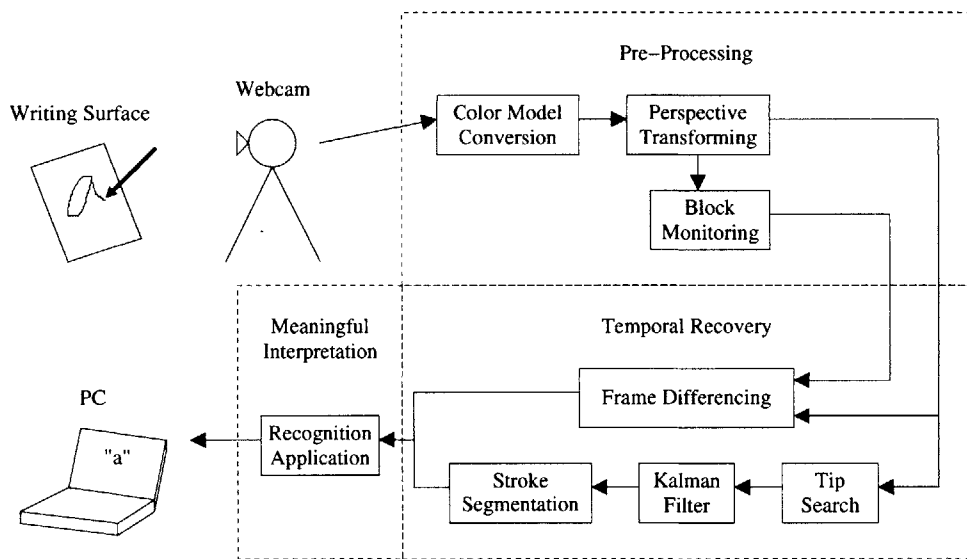 Pre–Processing
Webcam
Writing Surface
Color Model
Conversion
Perspective
Transforming
Block
Monitoring
Meaningful
Interpretation
Temporal Recovery
PC
Frame Differencing
"a"
Recognition
Application
Stroke
Segmentation
Kalman
Filter
Tip
Search